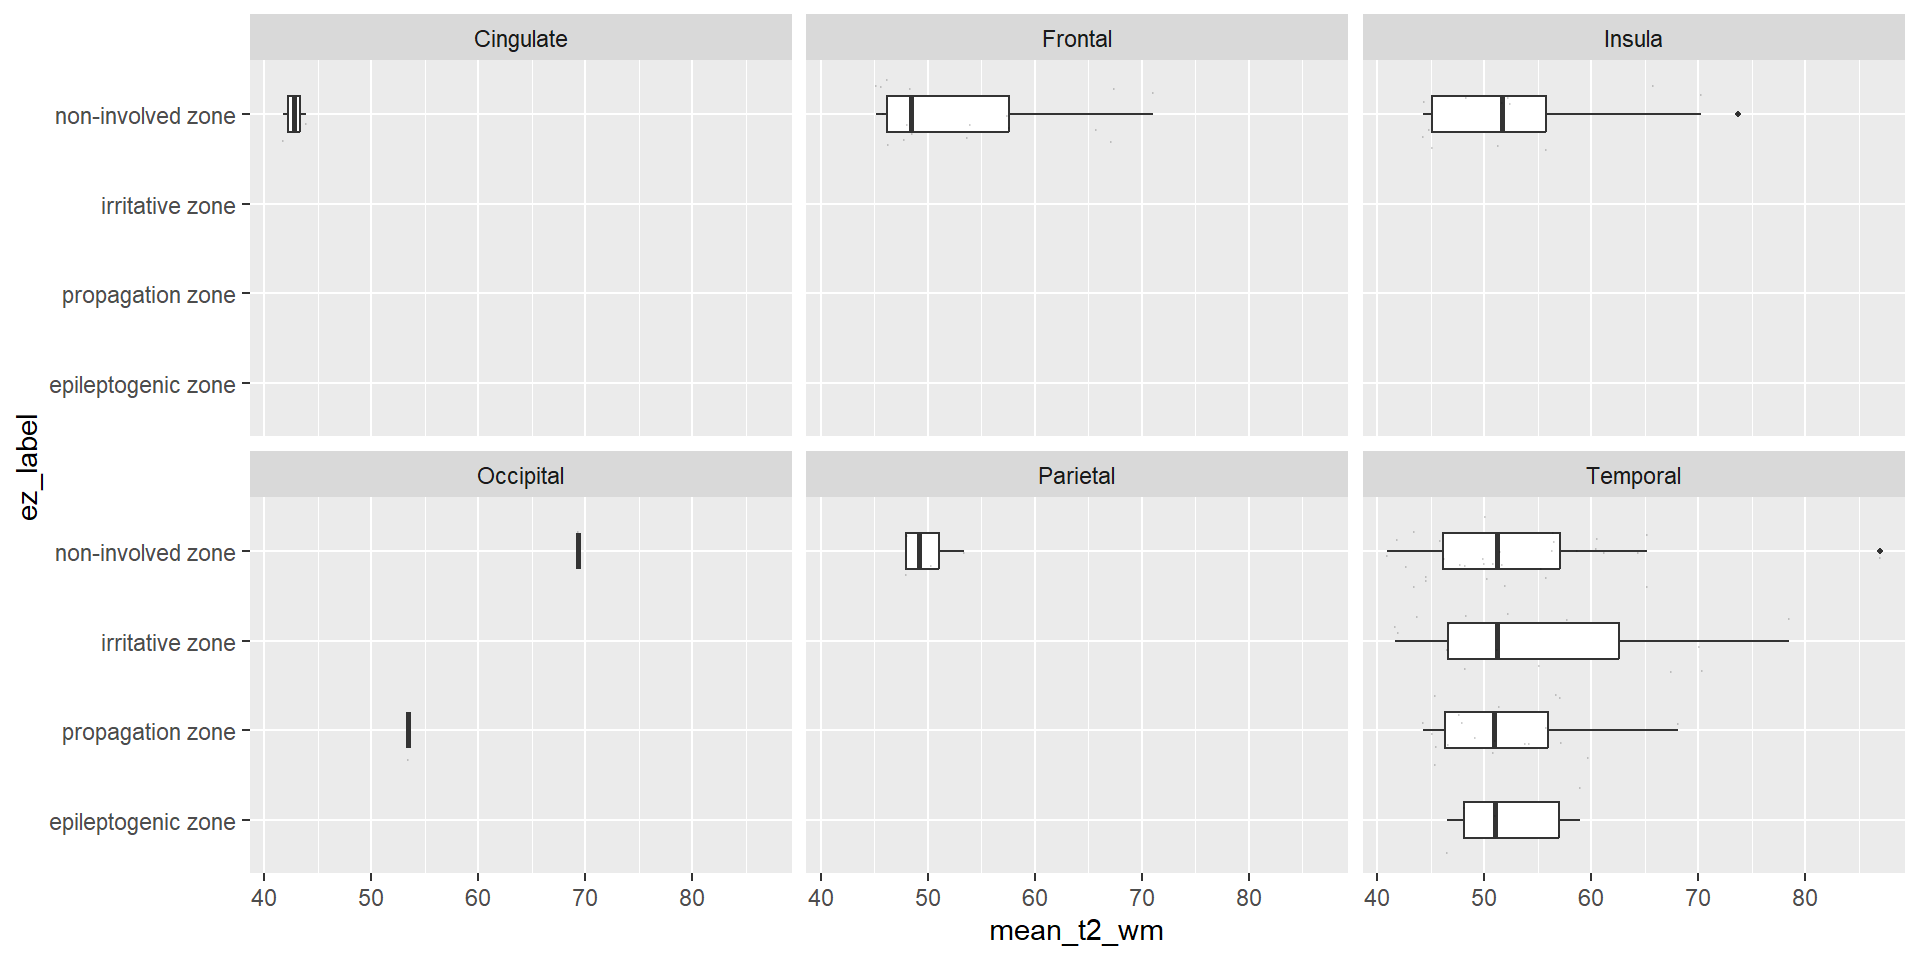 Cingulate
Frontal
Insula
non-involved zone
irritative zone
propagation zone
epileptogenic zone
ez_label
Occipital
Parietal
Temporal
non-involved zone
irritative zone
propagation zone
epileptogenic zone
40 50 60 70 80
40 50 60 70 80
40 50 60 70 80
mean_t2_wm